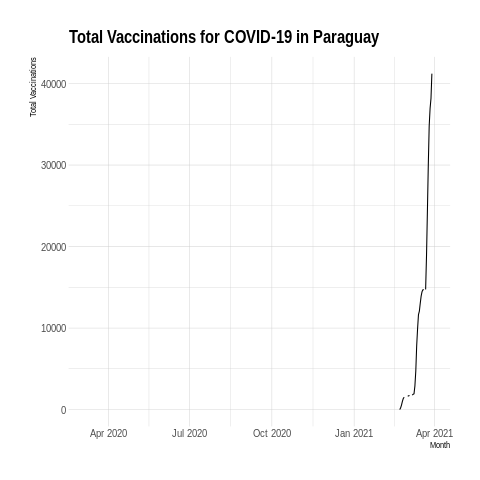 Total Vaccinations for COVID-19 in Paraguay
Total Vaccinations
40000
30000
20000
10000
0
Apr 2020 Jul 2020 Oct 2020 Jan 2021 Apr 2021
Month